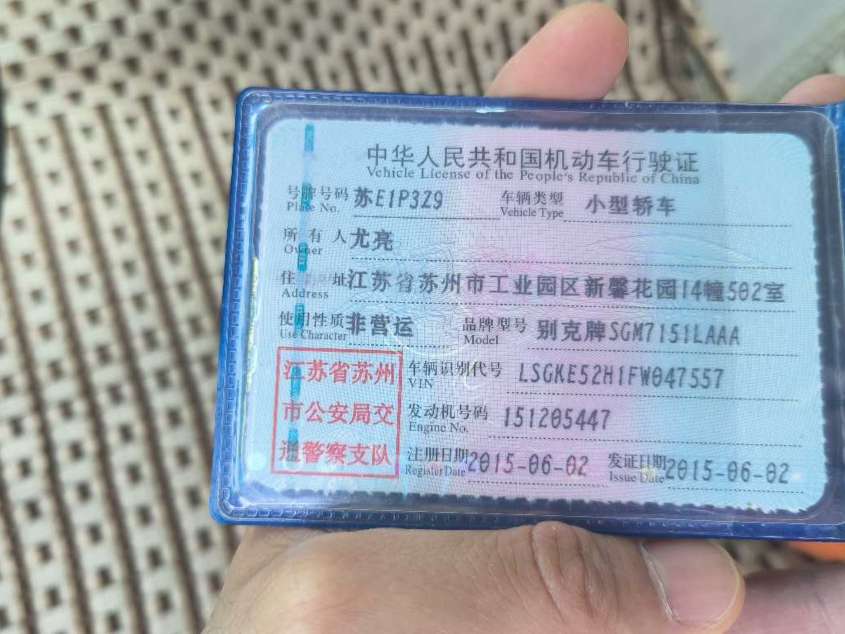 中华人民共和国机动车行驶证
Vehicle License of the People's Republic of China
号牌号码 苏E1P3Z9 车辆类型 小型轿车
Plate No. Vehicle Type
所有人 尤亮
Owner
住址 江苏省苏州市工业园区新馨花园14幢502室
Address
使用性质 非营运 品牌型号 别克牌SGM7151LAAA
Use Character Model
江苏省苏州
市公安局交
通警察支队
车辆识别代号 LSGKE52H1FW047557
VIN
发动机号码 151205447
Engine No.
注册日期 2015-06-02 发证日期 2015-06-02
Register Date Issue Date